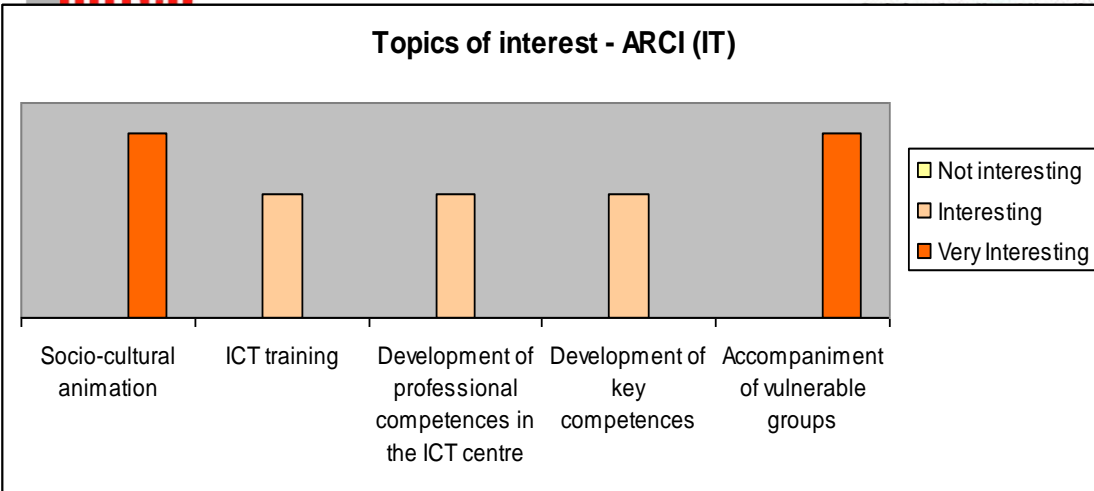 Topics of interest - ARCI (IT)
Not interesting
Interesting
Very Interesting
Socio-cultural
animation
ICT training
Development of
professional
competences in
the ICT centre
Development of
key
competences
Accompaniment
of vulnerable
groups